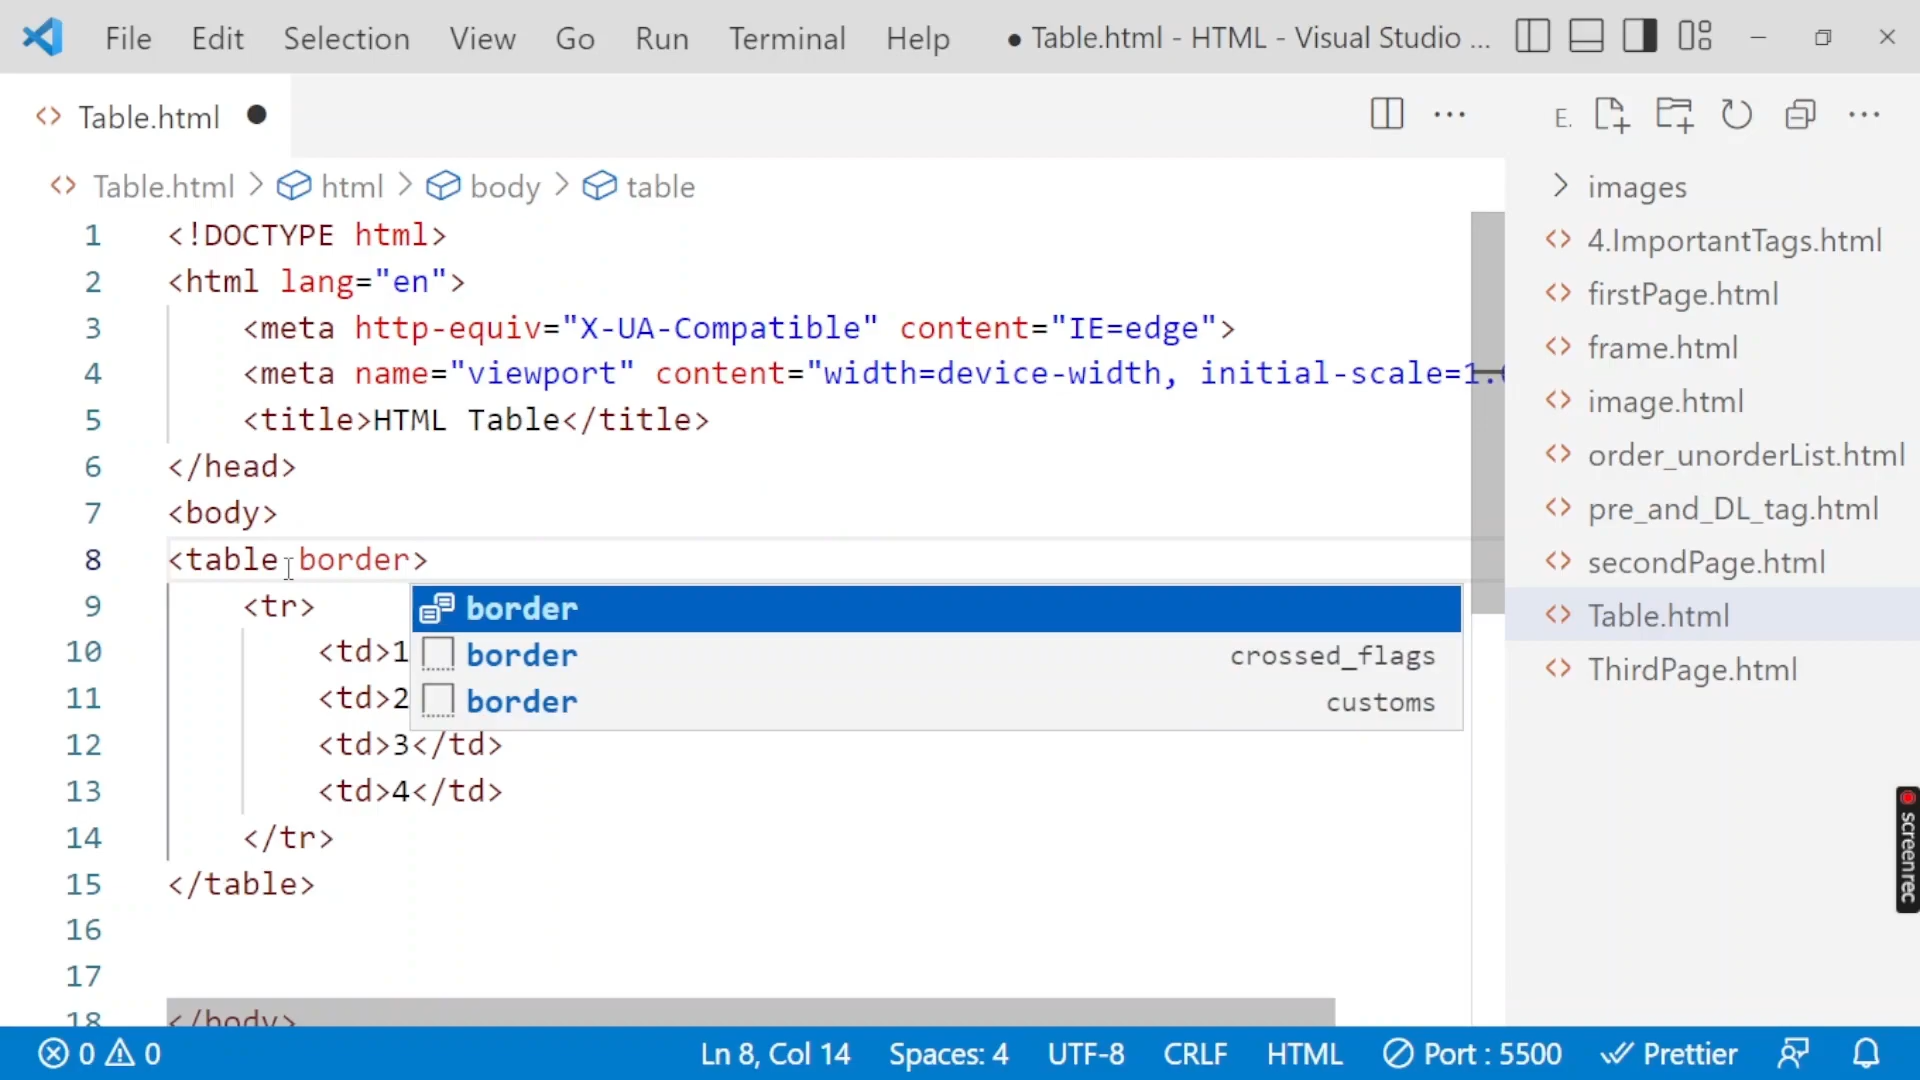 File Edit Selection View Go Run Terminal Help ● Table.html - HTML - Visual Studio ...
<> Table.html ●
E.
<> Table.html > html > body > table
1 <!DOCTYPE html>
2 <html lang="en">
3 <meta http-equiv="X-UA-Compatible" content="IE=edge">
4 <meta name="viewport" content="width=device-width, initial-scale=1.
5 <title>HTML Table</title>
6 </head>
7 <body>
8 <table border>
9 <tr>
border
10 <td>1
border crossed_flags
11 <td>2
border customs
12 <td>3</td>
13 <td>4</td>
14 </tr>
15 </table>
16
17
18 </body>
> images
<> 4.ImportantTags.html
<> firstPage.html
<> frame.html
<> image.html
<> order_unorderList.html
<> pre_and_DL_tag.html
<> secondPage.html
<> Table.html
<> ThirdPage.html
screenrec
0 0 Ln 8, Col 14 Spaces: 4 UTF-8 CRLF HTML Port : 5500 Prettier